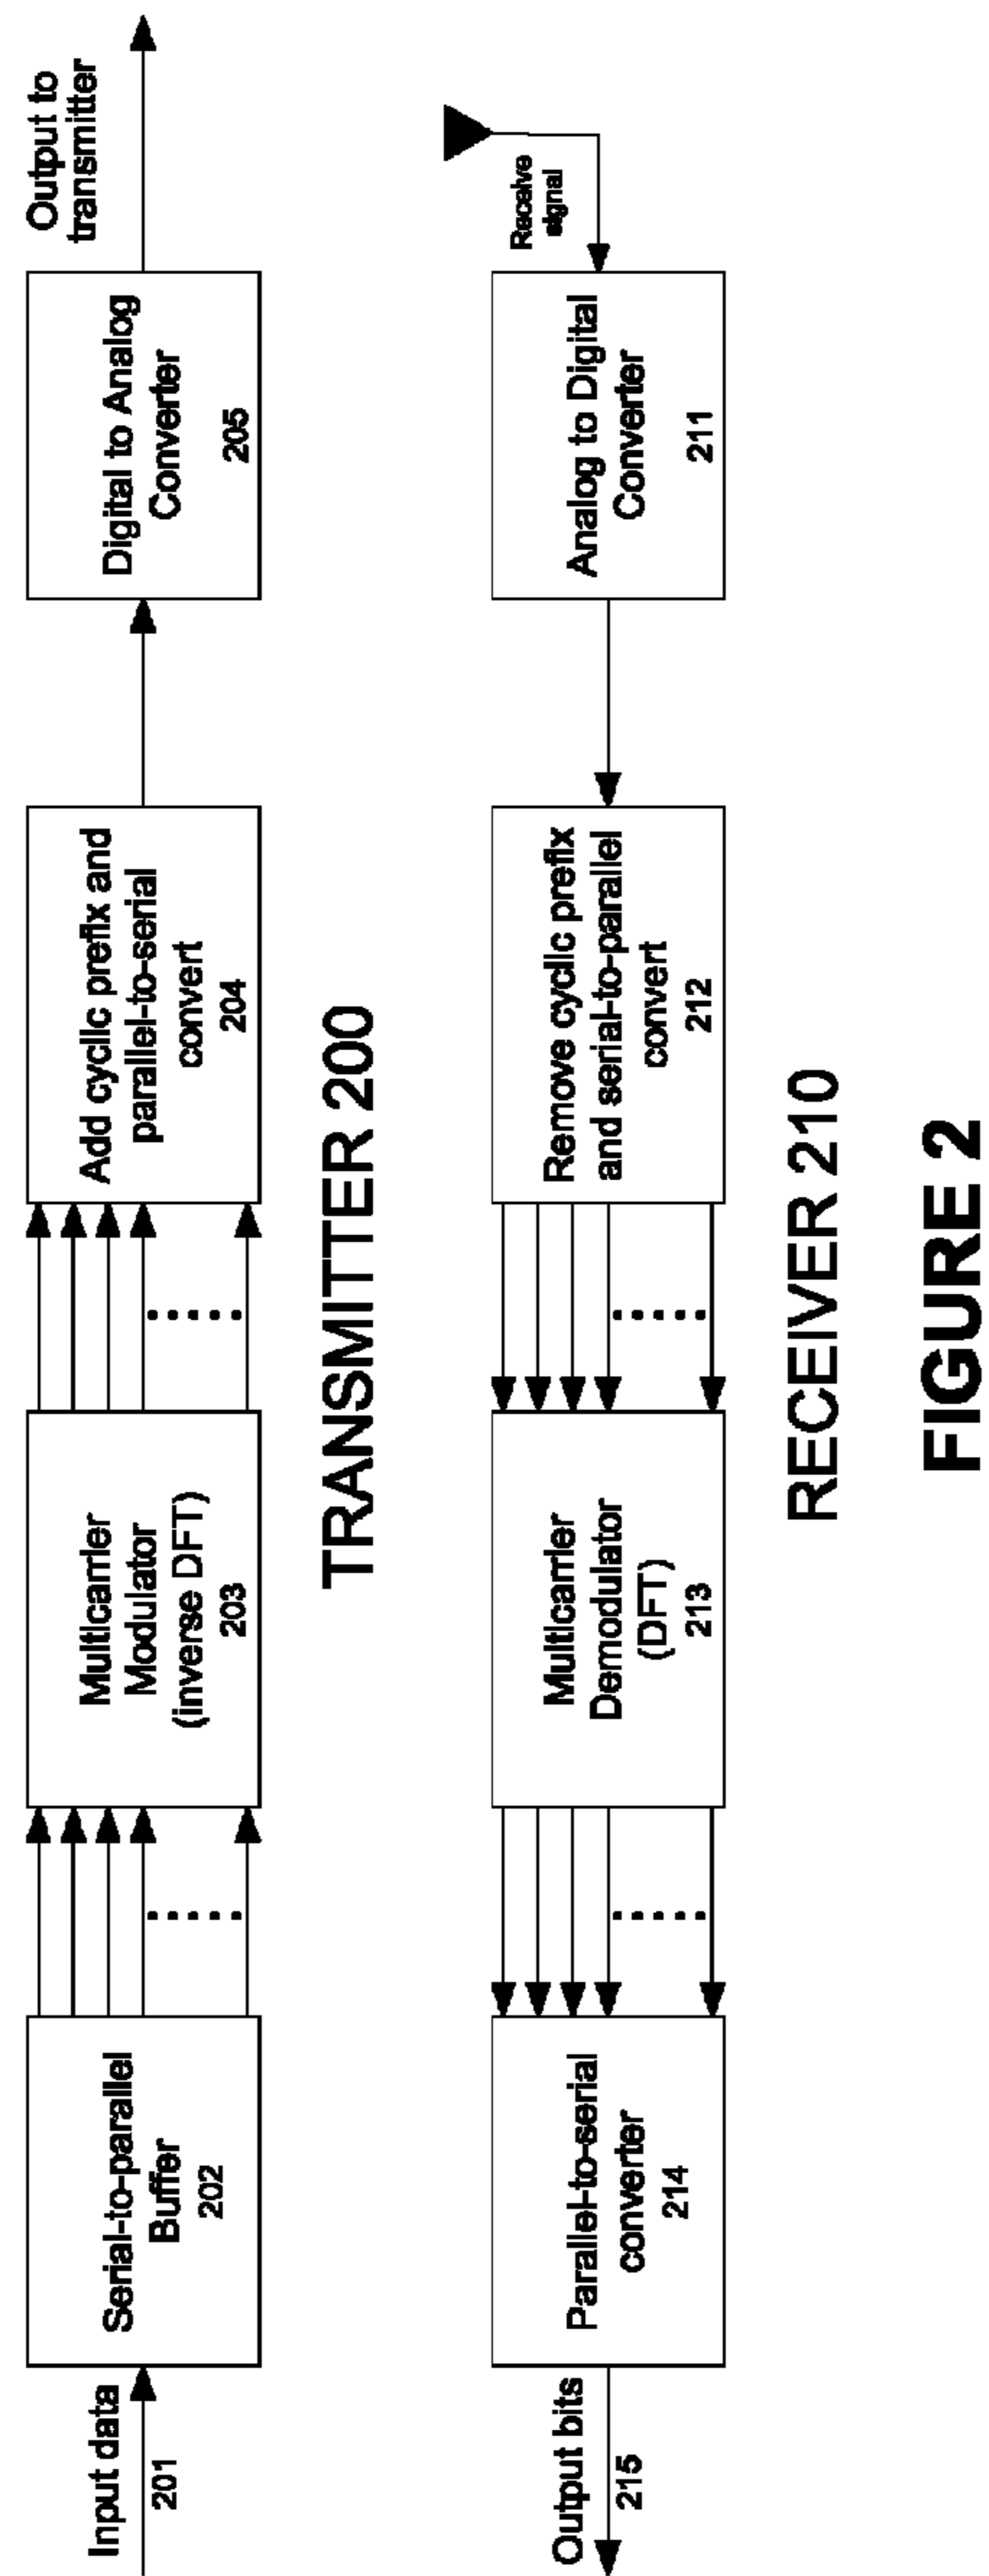 Input data
201
Serial-to-parallel
Buffer
202
Multicarrier
Modulator
(inverse DFT)
203
Add cyclic prefix and
parallel-to-serial
convert
204
Digital to Analog
Converter
205
Output to
transmitter
TRANSMITTER 200
Output bits
215
Parallel-to-serial
converter
214
Multicarrier
Demodulator
(DFT)
213
Remove cyclic prefix
and serial-to-parallel
convert
212
Analog to Digital
Converter
211
Receive
signal
RECEIVER 210
FIGURE 2